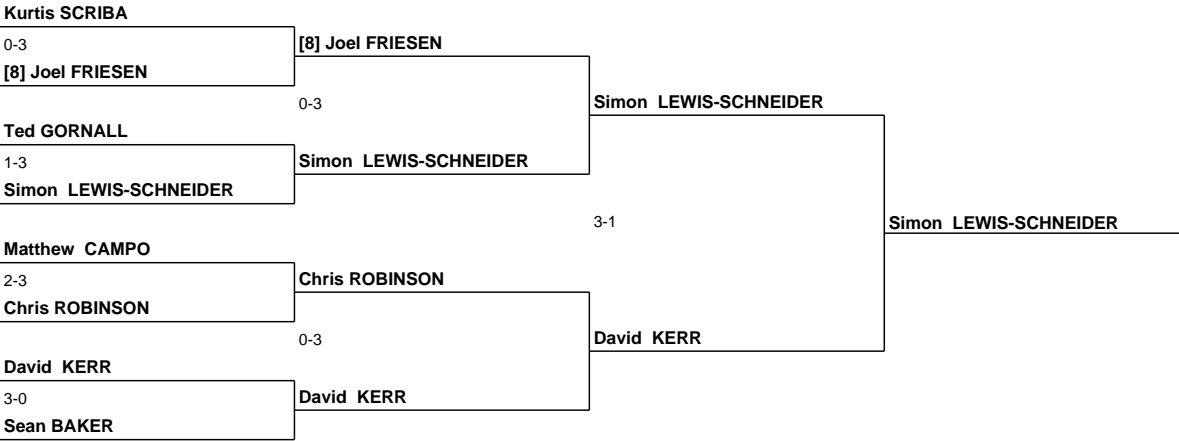 Kurtis SCRIBA
0-3
[8] Joel FRIESEN
[8] Joel FRIESEN
0-3
Simon  LEWIS-SCHNEIDER
Ted GORNALL
1-3
Simon  LEWIS-SCHNEIDER
Simon  LEWIS-SCHNEIDER
3-1
Simon  LEWIS-SCHNEIDER
Matthew  CAMPO
2-3
Chris ROBINSON
Chris ROBINSON
0-3
David  KERR
David  KERR
3-0
David  KERR
Sean BAKER